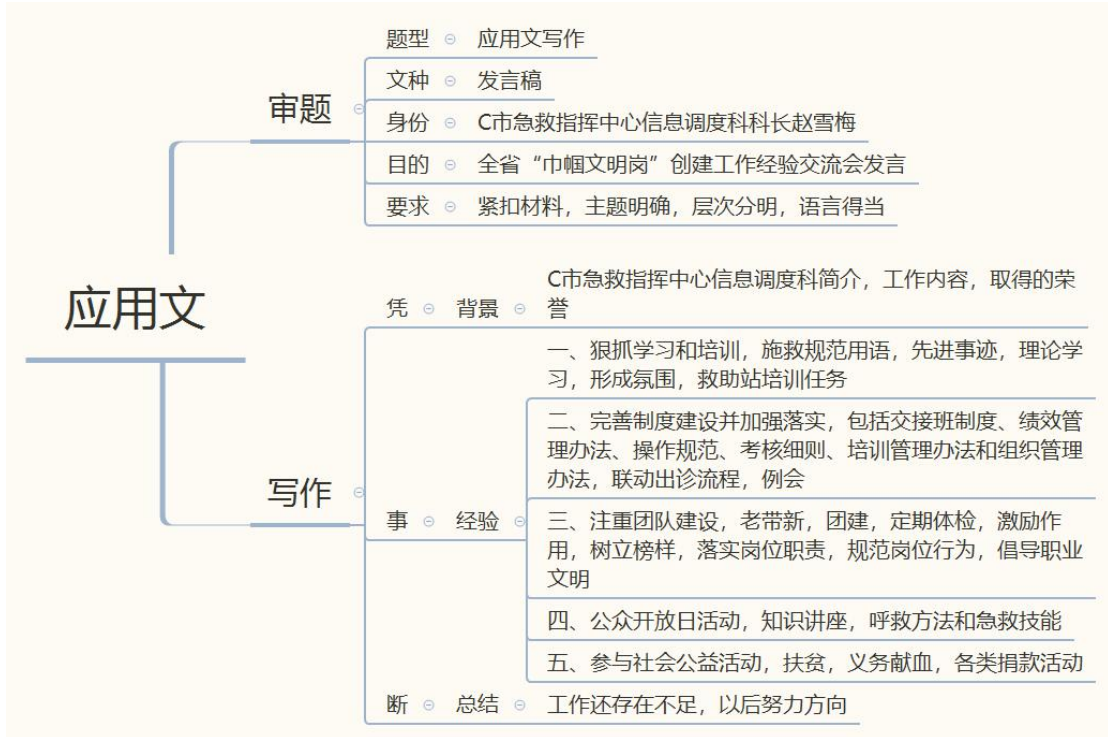 应用文
审题
题型 应用文写作
文种 发言稿
身份 C市急救指挥中心信息调度科科长赵雪梅
目的 全省“巾帼文明岗”创建工作经验交流会发言
要求 紧扣材料，主题明确，层次分明，语言得当
写作
凭 背景 C市急救指挥中心信息调度科简介，工作内容，取得的荣
誉
事 经验
一、狠抓学习和培训，施救规范用语，先进事迹，理论学
习，形成氛围，救助站培训任务
二、完善制度建设并加强落实，包括交接班制度、绩效管
理办法、操作规范、考核细则、培训管理办法和组织管理
办法，联动出诊流程，例会
三、注重团队建设，老带新，团建，定期体检，激励作
用，树立榜样，落实岗位职责，规范岗位行为，倡导职业
文明
四、公众开放日活动，知识讲座，呼救方法和急救技能
五、参与社会公益活动，扶贫，义务献血，各类捐款活动
断 总结 工作还存在不足，以后努力方向